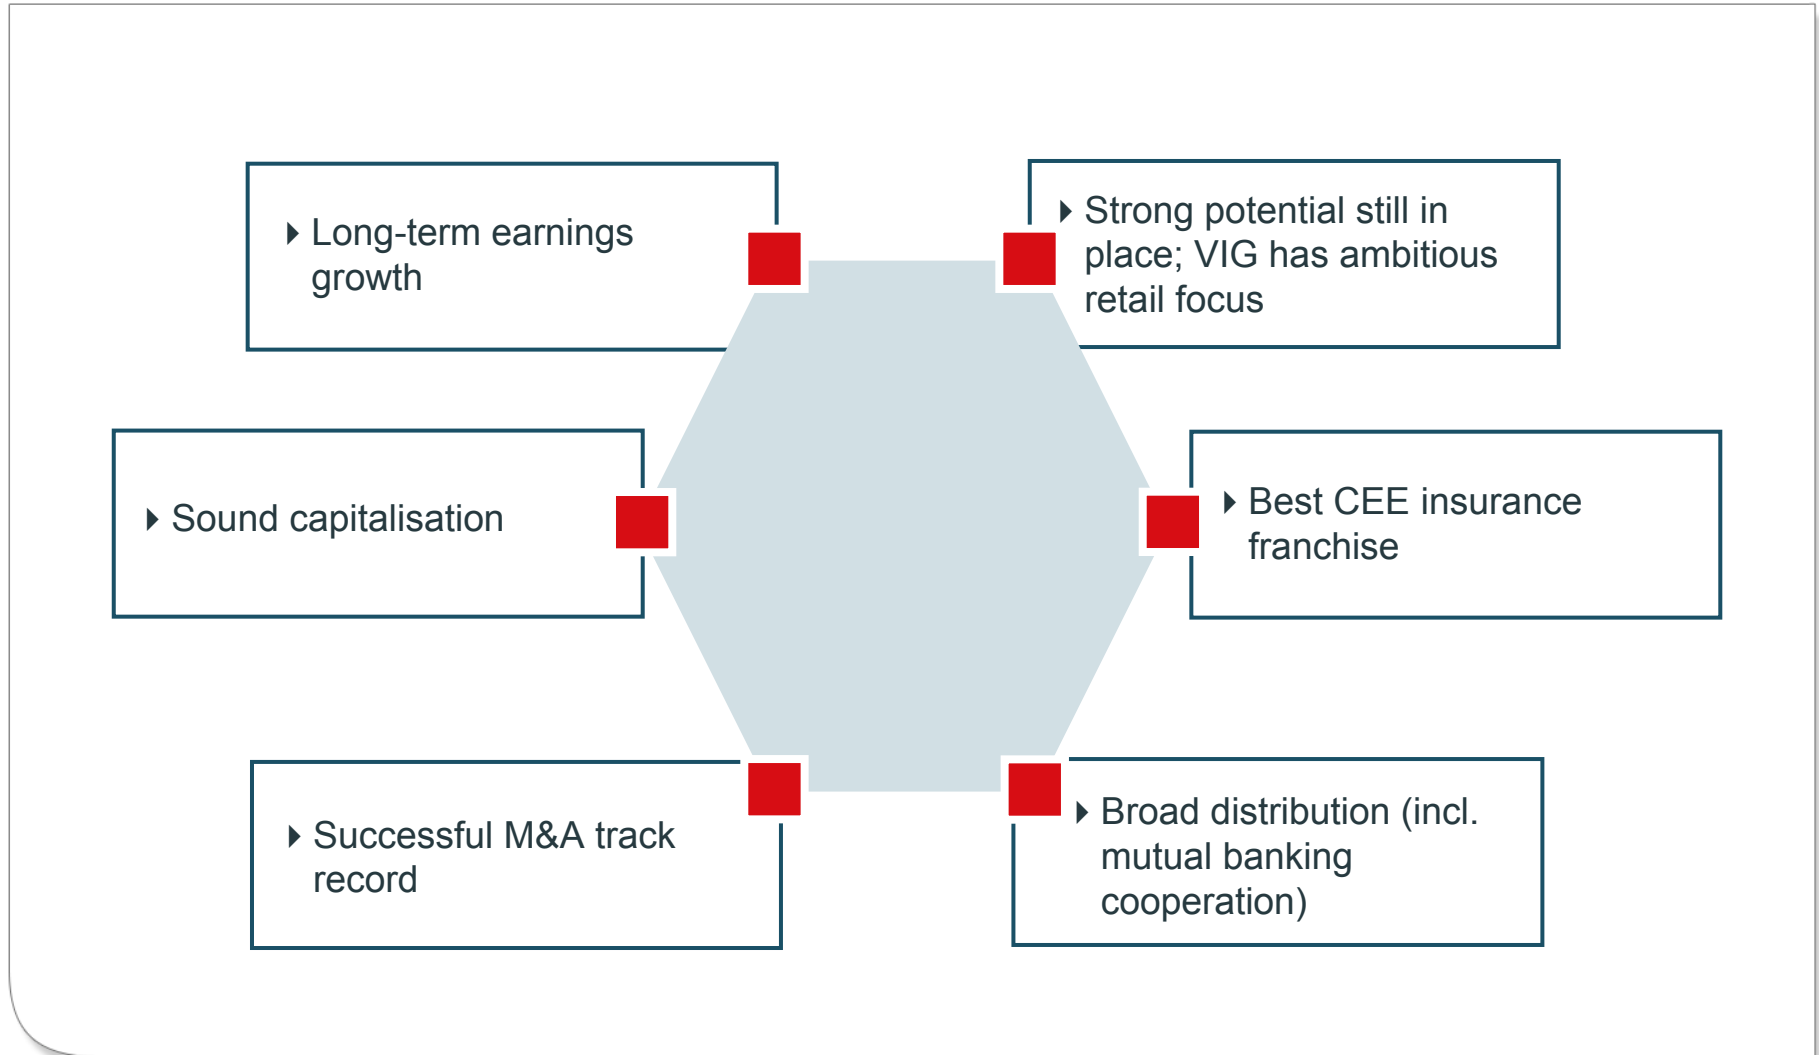 Long-term earnings
growth
Strong potential still in
place; VIG has ambitious
retail focus
Sound capitalisation
Best CEE insurance
franchise
Successful M&A track
record
Broad distribution (incl.
mutual banking
cooperation)